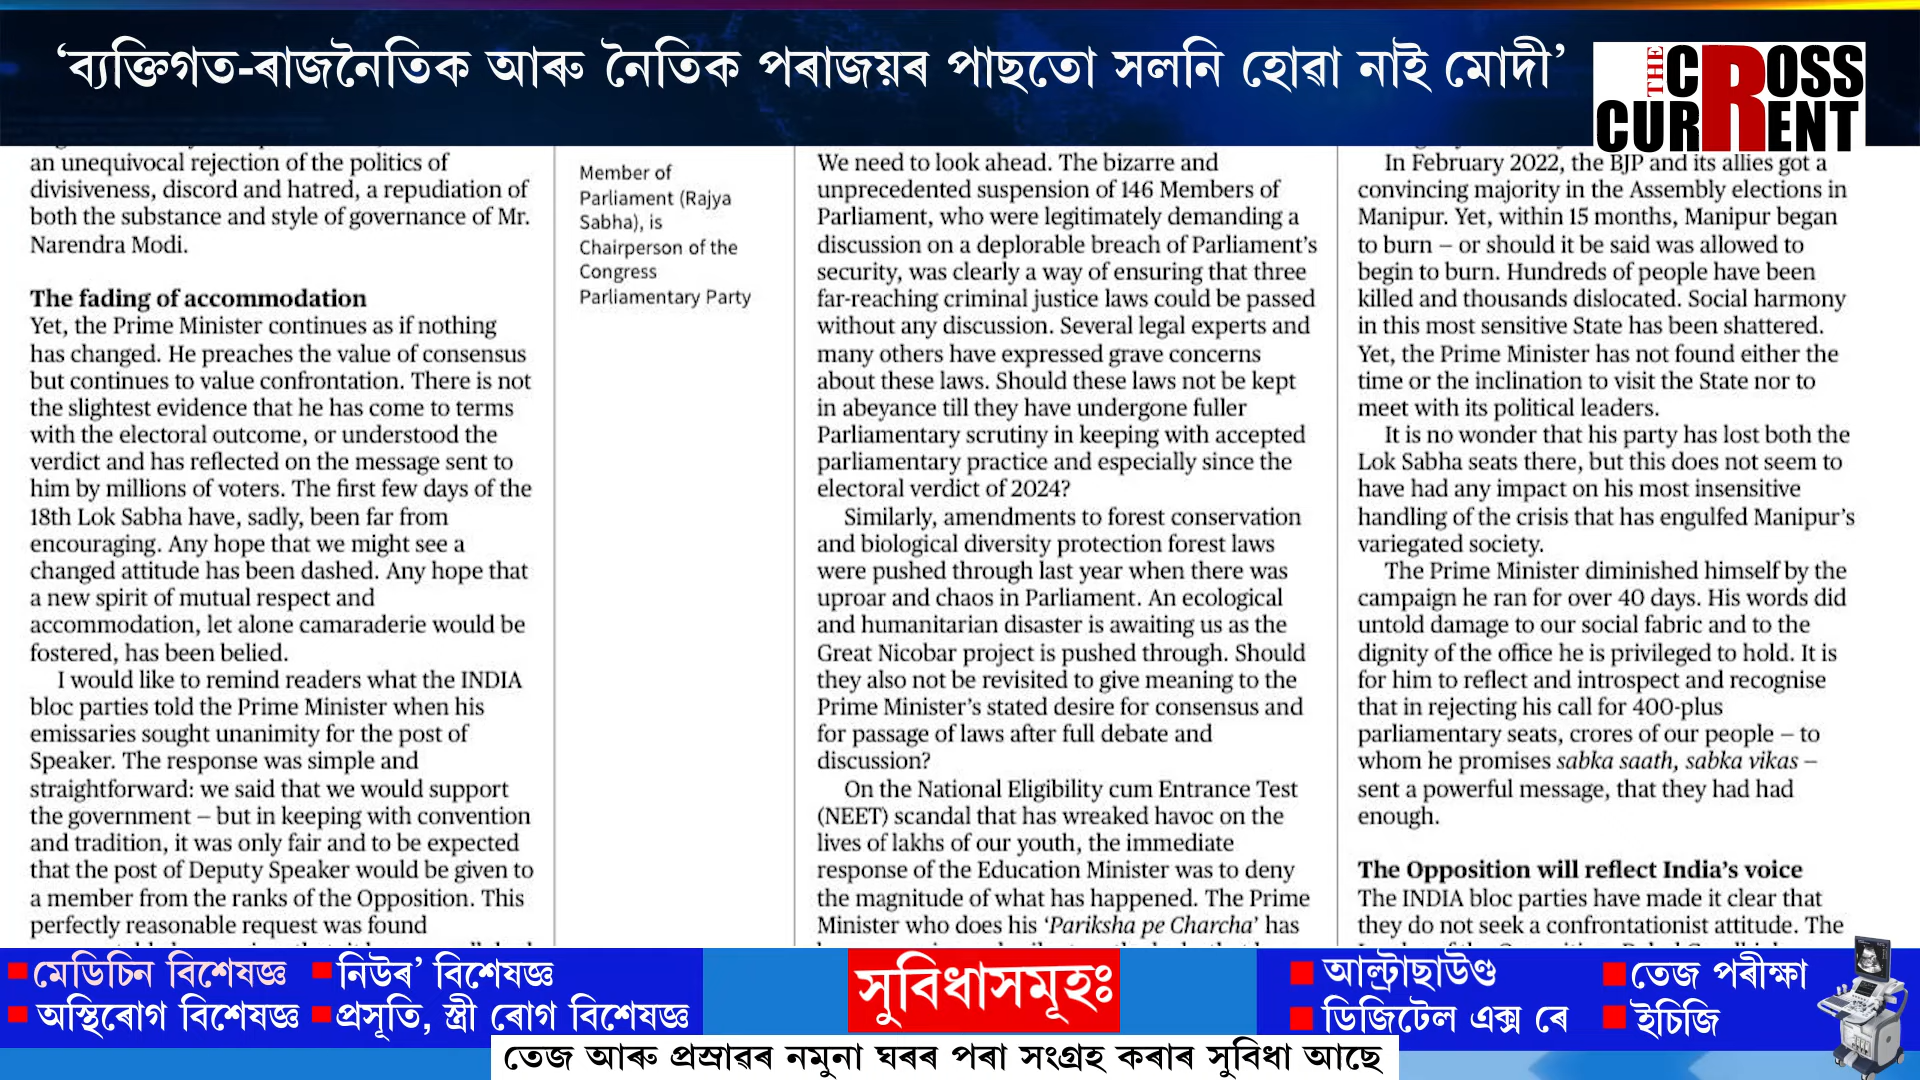 ‘ব্যক্তিগত-ৰাজনৈতিক আৰু নৈতিক পৰাজয়ৰ পাছতো সলনি হোৱা নাই মোদী’
THE CROSS
CURRENT
an unequivocal rejection of the politics of
divisiveness, discord and hatred, a repudiation of
both the substance and style of governance of Mr.
Narendra Modi.
The fading of accommodation
Yet, the Prime Minister continues as if nothing
has changed. He preaches the value of consensus
but continues to value confrontation. There is not
the slightest evidence that he has come to terms
with the electoral outcome, or understood the
verdict and has reflected on the message sent to
him by millions of voters. The first few days of the
18th Lok Sabha have, sadly, been far from
encouraging. Any hope that we might see a
changed attitude has been dashed. Any hope that
a new spirit of mutual respect and
accommodation, let alone camaraderie would be
fostered, has been belied.
I would like to remind readers what the INDIA
bloc parties told the Prime Minister when his
emissaries sought unanimity for the post of
Speaker. The response was simple and
straightforward: we said that we would support
the government – but in keeping with convention
and tradition, it was only fair and to be expected
that the post of Deputy Speaker would be given to
a member from the ranks of the Opposition. This
perfectly reasonable request was found
Member of
Parliament (Rajya
Sabha), is
Chairperson of the
Congress
Parliamentary Party
We need to look ahead. The bizarre and
unprecedented suspension of 146 Members of
Parliament, who were legitimately demanding a
discussion on a deplorable breach of Parliament’s
security, was clearly a way of ensuring that three
far-reaching criminal justice laws could be passed
without any discussion. Several legal experts and
many others have expressed grave concerns
about these laws. Should these laws not be kept
in abeyance till they have undergone fuller
Parliamentary scrutiny in keeping with accepted
parliamentary practice and especially since the
electoral verdict of 2024?
Similarly, amendments to forest conservation
and biological diversity protection forest laws
were pushed through last year when there was
uproar and chaos in Parliament. An ecological
and humanitarian disaster is awaiting us as the
Great Nicobar project is pushed through. Should
they also not be revisited to give meaning to the
Prime Minister’s stated desire for consensus and
for passage of laws after full debate and
discussion?
On the National Eligibility cum Entrance Test
(NEET) scandal that has wreaked havoc on the
lives of lakhs of our youth, the immediate
response of the Education Minister was to deny
the magnitude of what has happened. The Prime
Minister who does his ‘Pariksha pe Charcha’ has
In February 2022, the BJP and its allies got a
convincing majority in the Assembly elections in
Manipur. Yet, within 15 months, Manipur began
to burn – or should it be said was allowed to
begin to burn. Hundreds of people have been
killed and thousands dislocated. Social harmony
in this most sensitive State has been shattered.
Yet, the Prime Minister has not found either the
time or the inclination to visit the State nor to
meet with its political leaders.
It is no wonder that his party has lost both the
Lok Sabha seats there, but this does not seem to
have had any impact on his most insensitive
handling of the crisis that has engulfed Manipur’s
variegated society.
The Prime Minister diminished himself by the
campaign he ran for over 40 days. His words did
untold damage to our social fabric and to the
dignity of the office he is privileged to hold. It is
for him to reflect and introspect and recognise
that in rejecting his call for 400-plus
parliamentary seats, crores of our people – to
whom he promises sabka saath, sabka vikas –
sent a powerful message, that they had had
enough.
The Opposition will reflect India’s voice
The INDIA bloc parties have made it clear that
they do not seek a confrontationist attitude. The
মেডিচিন বিশেষজ্ঞ নিউৰ’ বিশেষজ্ঞ
অস্থিৰোগ বিশেষজ্ঞ প্ৰসূতি, স্ত্ৰী ৰোগ বিশেষজ্ঞ
সুবিধাসমূহঃ
আল্ট্ৰাছাউণ্ড তেজ পৰীক্ষা
ডিজিটেল এক্স ৰে ইচিজি
তেজ আৰু প্ৰস্ৰাৱৰ নমুনা ঘৰৰ পৰা সংগ্ৰহ কৰাৰ সুবিধা আছে